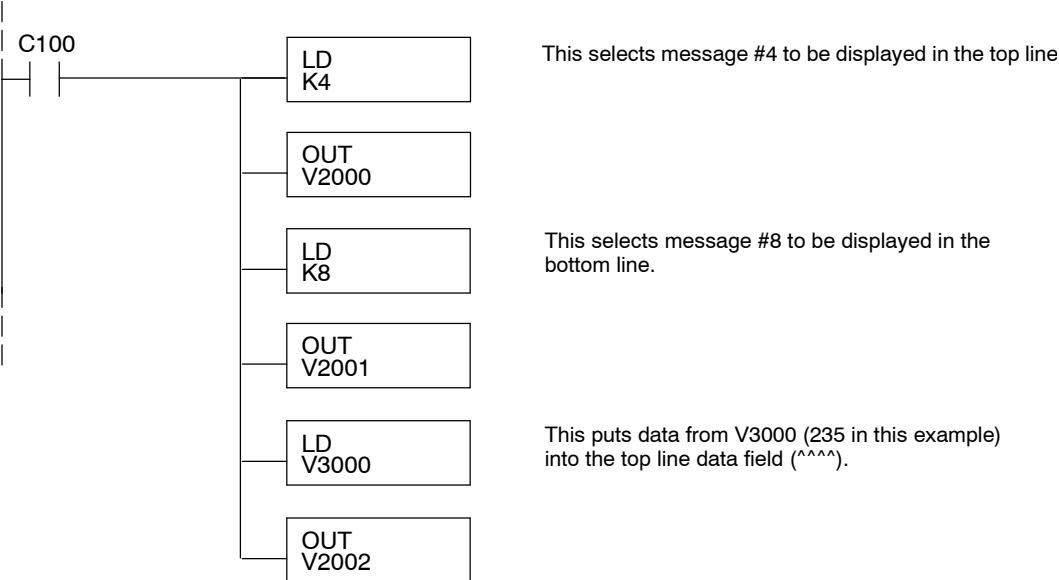 C100
LD
K4
This selects message #4 to be displayed in the top line
OUT
V2000
LD
K8
This selects message #8 to be displayed in the
bottom line.
OUT
V2001
LD
V3000
This puts data from V3000 (235 in this example)
into the top line data field (^^^^).
OUT
V2002